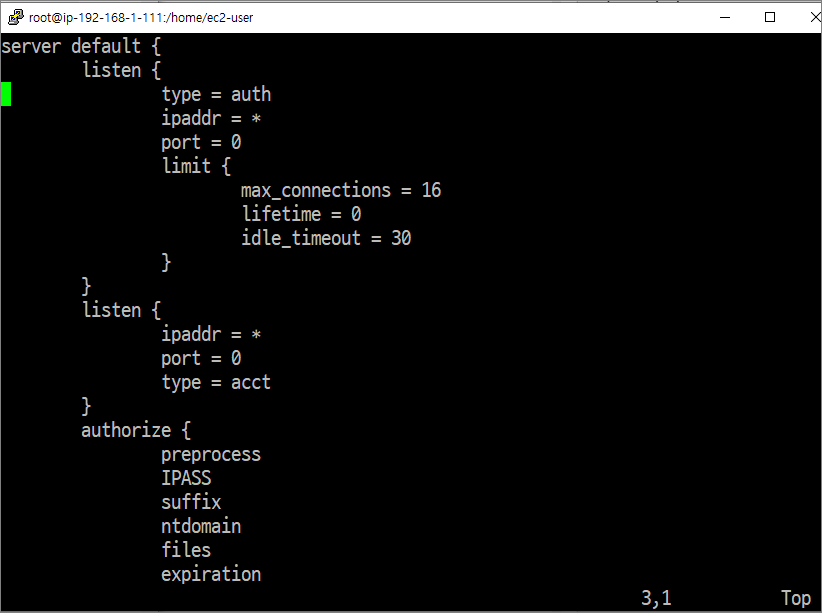 root@ip-192-168-1-111:/home/ec2-user
server default {
listen {
type = auth
ipaddr = *
port = 0
limit {
max_connections = 16
lifetime = 0
idle_timeout = 30
}
}
listen {
ipaddr = *
port = 0
type = acct
}
authorize {
preprocess
IPASS
suffix
ntdomain
files
expiration
3,1 Top